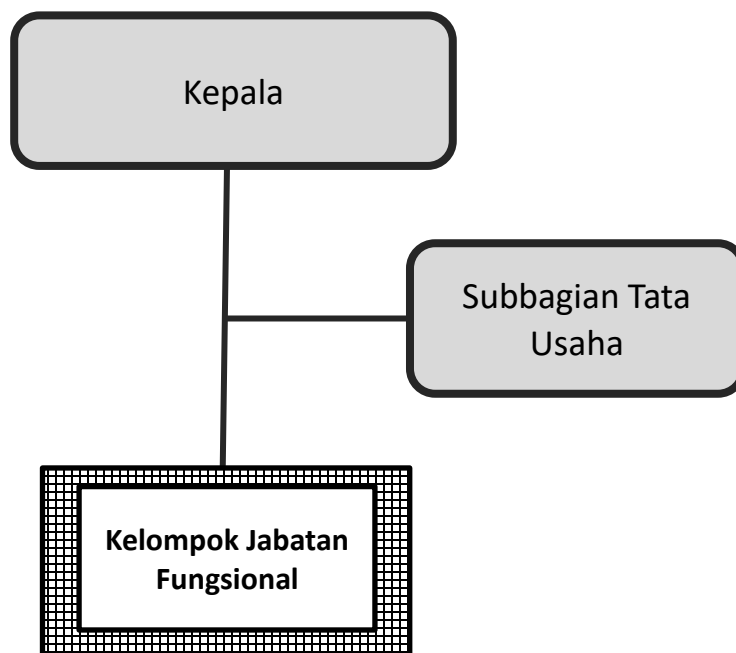 Kepala
Subbagian Tata
Usaha
Kelompok Jabatan
Fungsional